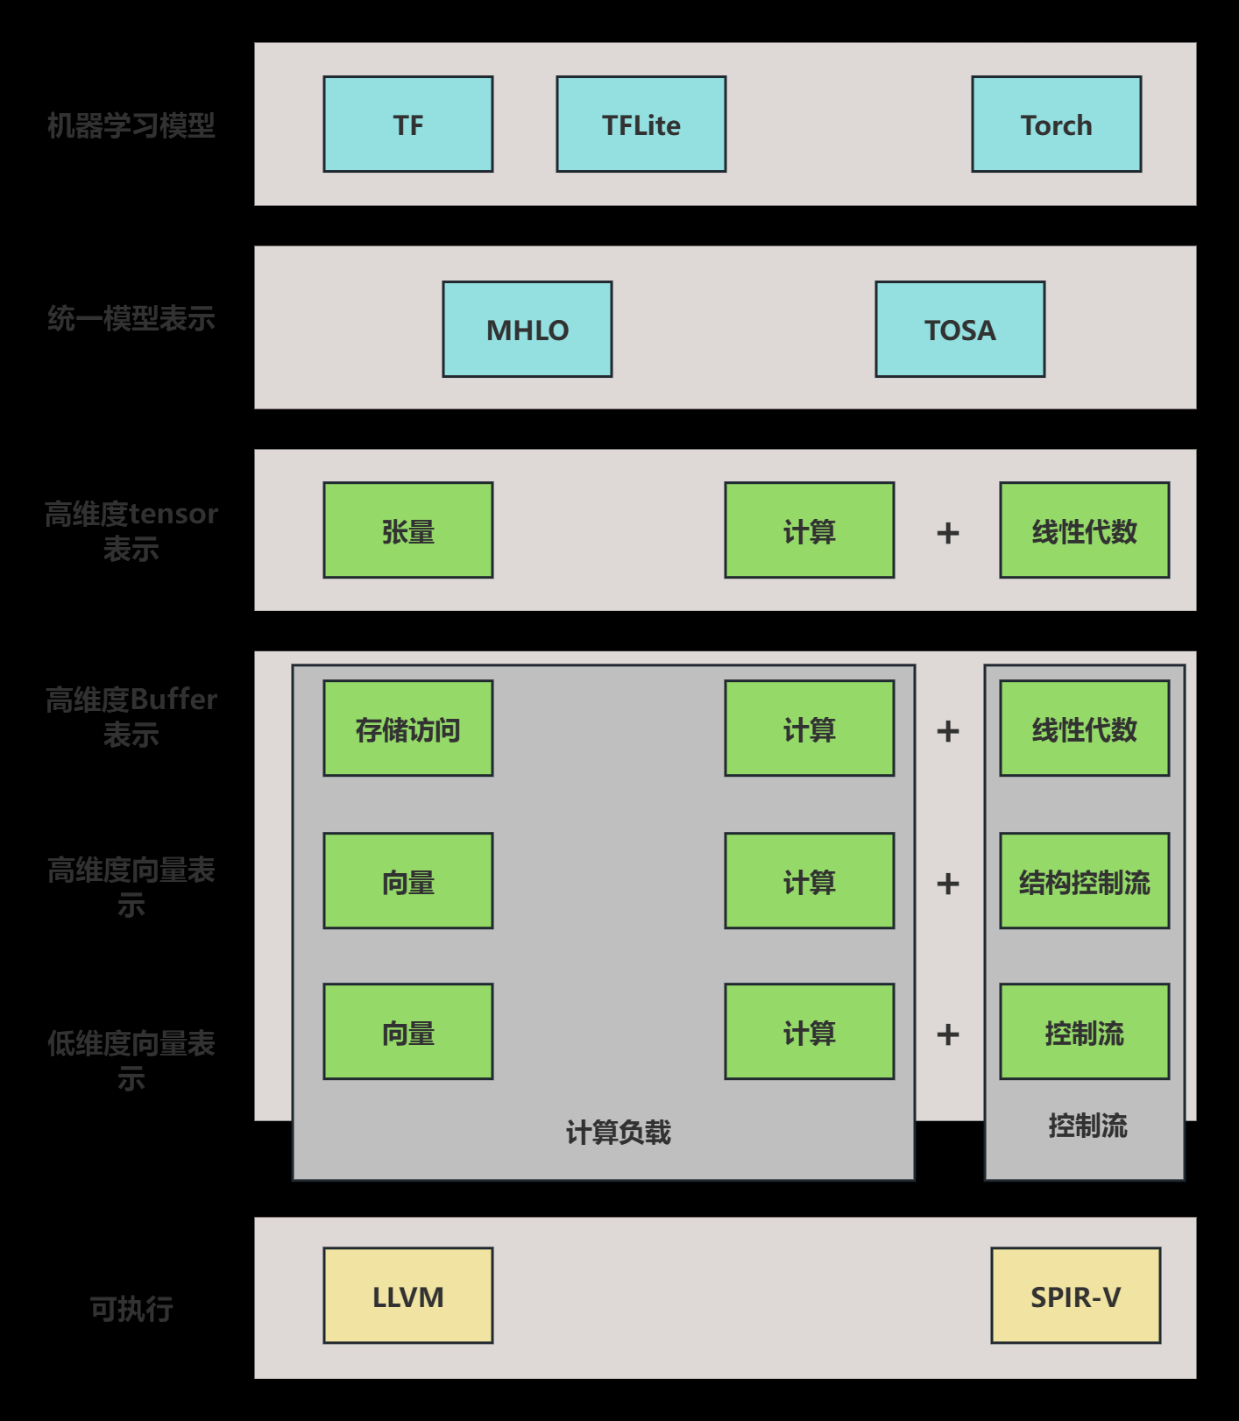 机器学习模型
TF
TFLite
Torch
统一模型表示
MHLO
TOSA
高维度tensor
表示
张量
计算
+
线性代数
高维度Buffer
表示
存储访问
计算
+
线性代数
高维度向量表
示
向量
计算
+
结构控制流
低维度向量表
示
向量
计算
+
控制流
计算负载
控制流
可执行
LLVM
SPIR-V